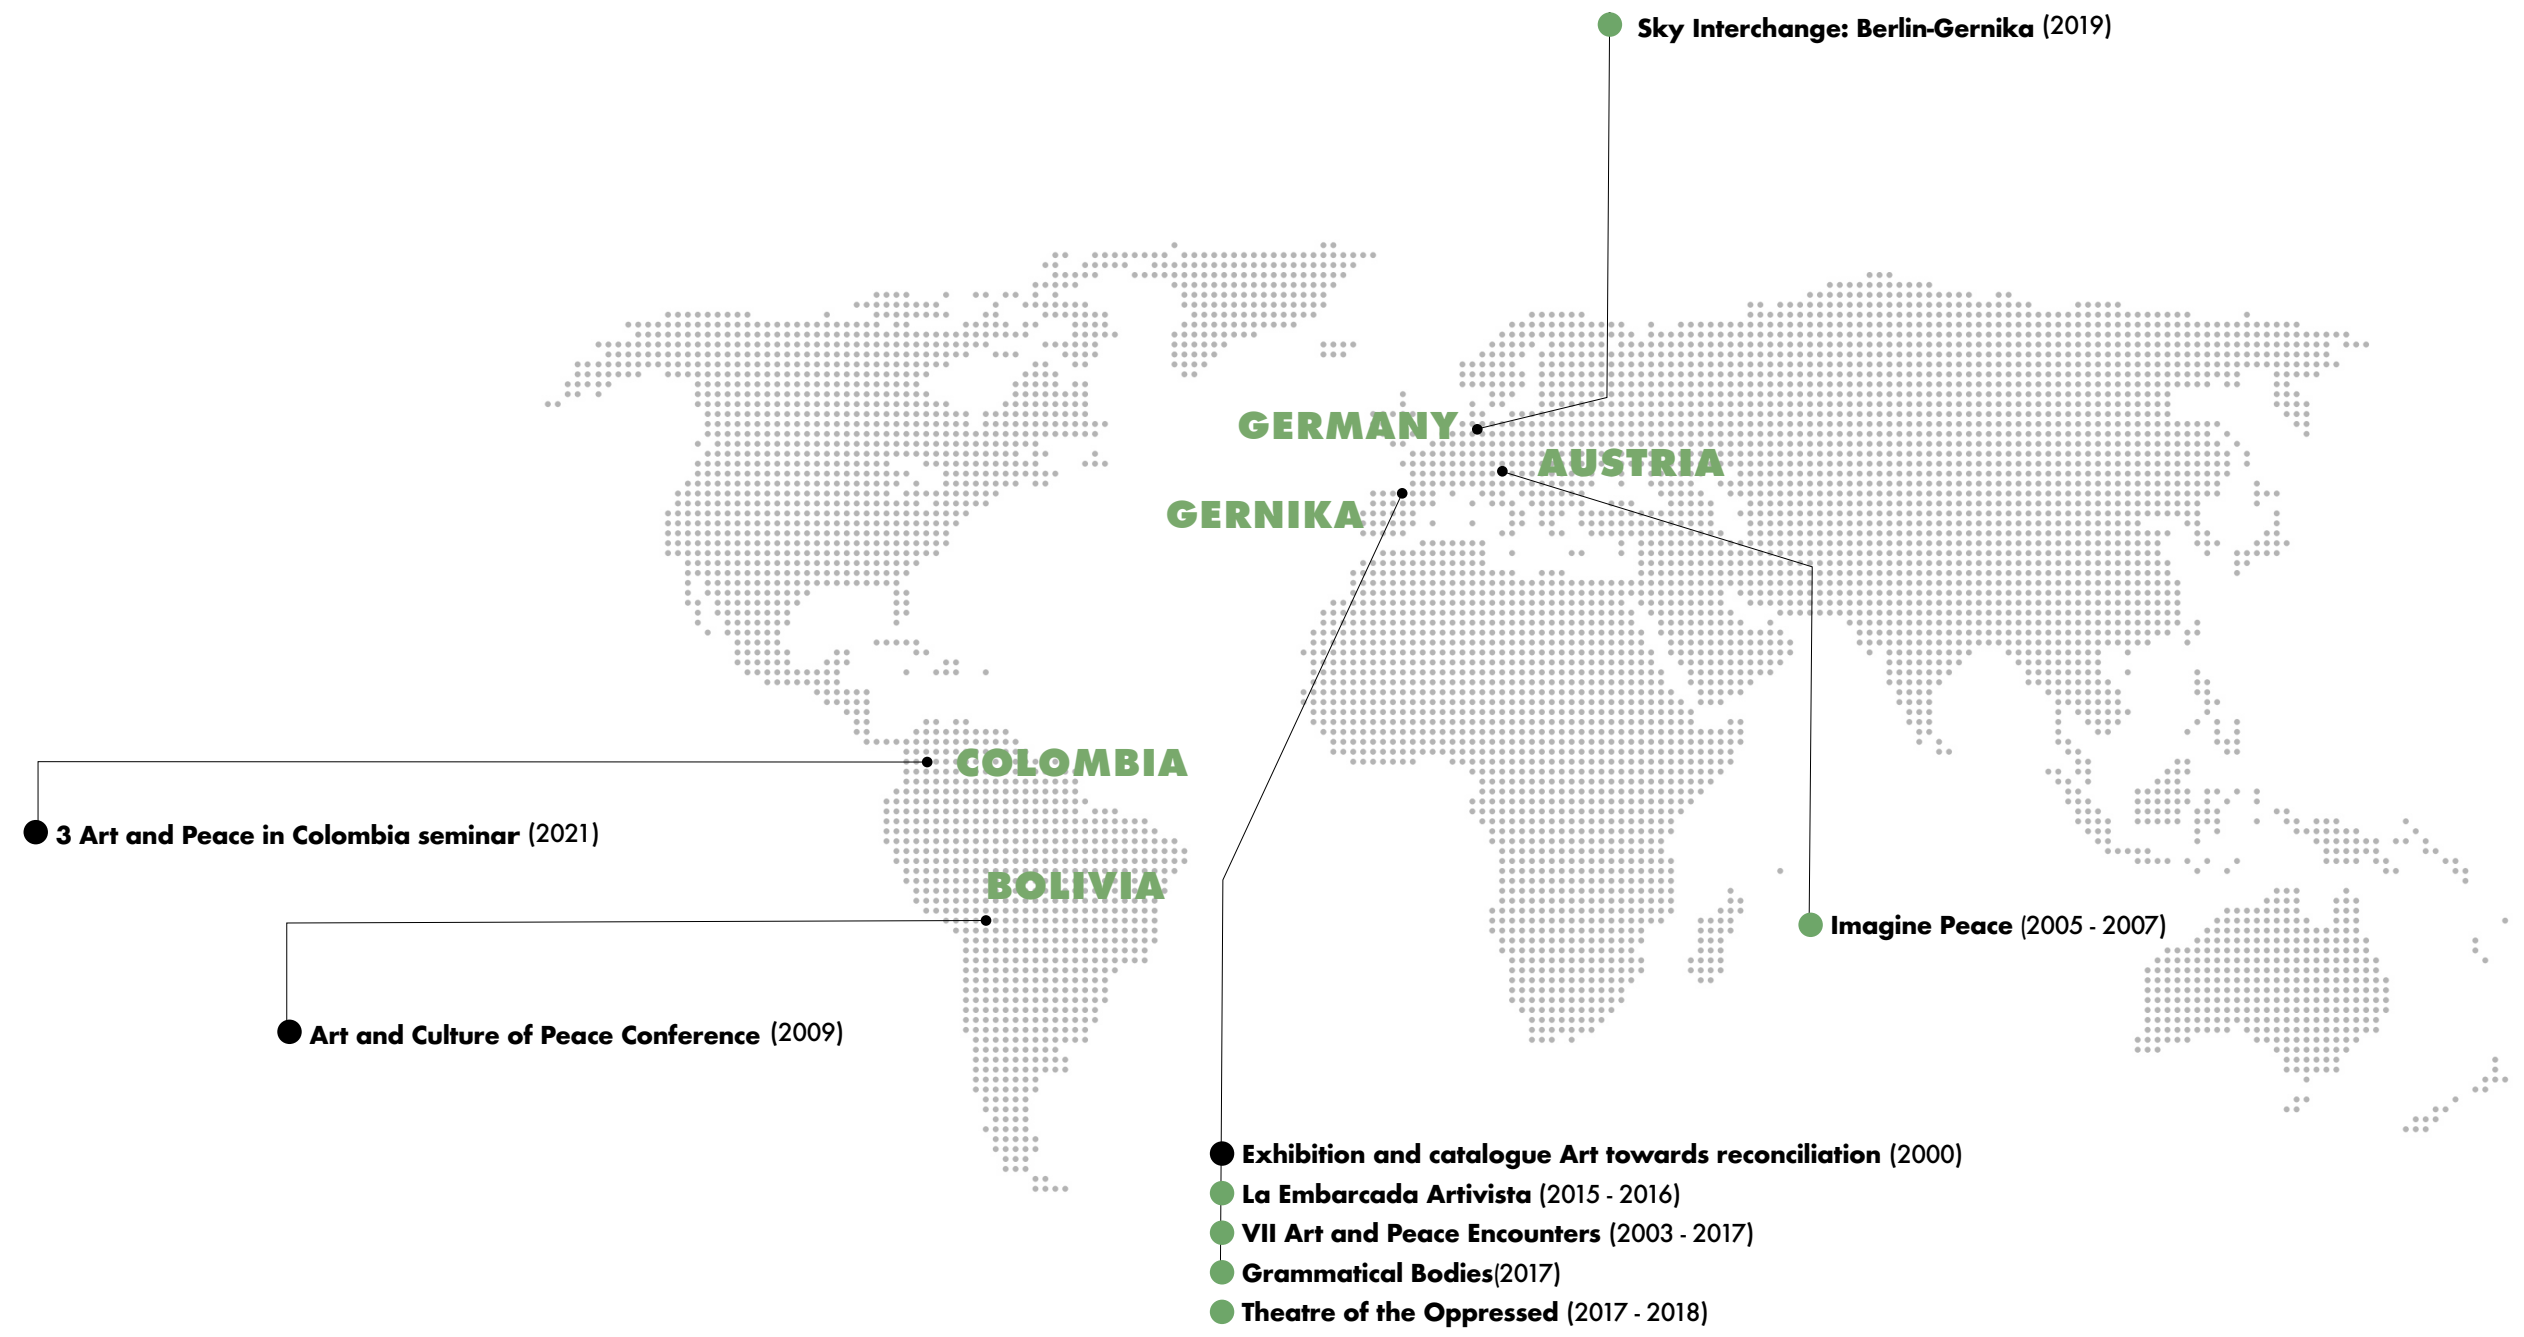 Sky Interchange: Berlin-Gernika (2019)
GERMANY
AUSTRIA
GERNIKA
COLOMBIA
3 Art and Peace in Colombia seminar (2021)
BOLIVIA
Imagine Peace (2005 - 2007)
Art and Culture of Peace Conference (2009)
Exhibition and catalogue Art towards reconciliation (2000)
La Embarcada Artivista (2015 - 2016)
VII Art and Peace Encounters (2003 - 2017)
Grammatical Bodies(2017)
Theatre of the Oppressed (2017 - 2018)